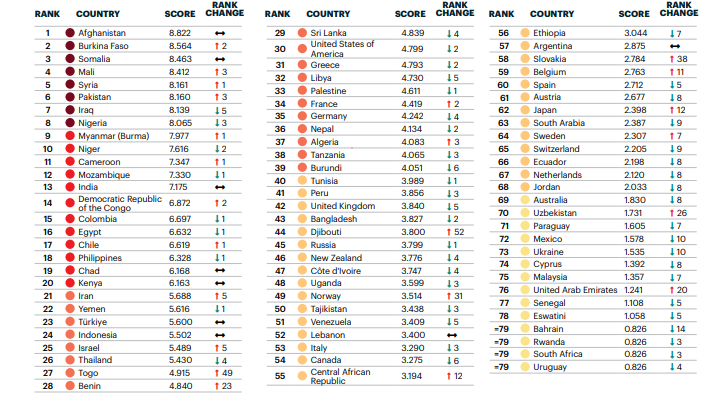 RANK COUNTRY SCORE RANK CHANGE
1 Afghanistan 8.822 ↔
2 Burkina Faso 8.564 ↑ 2
3 Somalia 8.463 ↔
4 Mali 8.412 ↑ 3
5 Syria 8.161 ↑ 1
6 Pakistan 8.160 ↑ 3
7 Iraq 8.139 ↓ 5
8 Nigeria 8.065 ↓ 3
9 Myanmar (Burma) 7.977 ↑ 1
10 Niger 7.616 ↓ 2
11 Cameroon 7.347 ↑ 1
12 Mozambique 7.330 ↓ 1
13 India 7.175 ↔
14 Democratic Republic of the Congo 6.872 ↑ 2
15 Colombia 6.697 ↓ 1
16 Egypt 6.632 ↓ 1
17 Chile 6.619 ↑ 1
18 Philippines 6.328 ↓ 1
19 Chad 6.168 ↔
20 Kenya 6.163 ↔
21 Iran 5.688 ↑ 5
22 Yemen 5.616 ↓ 1
23 Türkiye 5.600 ↔
24 Indonesia 5.502 ↔
25 Israel 5.489 ↑ 5
26 Thailand 5.430 ↓ 4
27 Togo 4.915 ↑ 49
28 Benin 4.840 ↑ 23
RANK COUNTRY SCORE RANK CHANGE
29 Sri Lanka 4.839 ↓ 4
30 United States of America 4.799 ↓ 2
31 Greece 4.793 ↓ 2
32 Libya 4.730 ↓ 5
33 Palestine 4.611 ↓ 1
34 France 4.419 ↑ 2
35 Germany 4.242 ↓ 4
36 Nepal 4.134 ↓ 2
37 Algeria 4.083 ↑ 3
38 Tanzania 4.065 ↓ 3
39 Burundi 4.051 ↓ 6
40 Tunisia 3.989 ↓ 1
41 Peru 3.856 ↓ 3
42 United Kingdom 3.840 ↓ 5
43 Bangladesh 3.827 ↓ 2
44 Djibouti 3.800 ↑ 52
45 Russia 3.799 ↓ 1
46 New Zealand 3.776 ↓ 4
47 Côte d'Ivoire 3.747 ↓ 4
48 Uganda 3.599 ↓ 3
49 Norway 3.514 ↑ 31
50 Tajikistan 3.438 ↓ 3
51 Venezuela 3.409 ↓ 5
52 Lebanon 3.400 ↔
53 Italy 3.290 ↓ 3
54 Canada 3.275 ↓ 6
55 Central African Republic 3.194 ↑ 12
RANK COUNTRY SCORE RANK CHANGE
56 Ethiopia 3.044 ↓ 7
57 Argentina 2.875 ↔
58 Slovakia 2.784 ↑ 38
59 Belgium 2.763 ↑ 11
60 Spain 2.712 ↓ 5
61 Austria 2.677 ↓ 8
62 Japan 2.398 ↑ 12
63 South Arabia 2.387 ↓ 9
64 Sweden 2.307 ↑ 7
65 Switzerland 2.205 ↓ 9
66 Ecuador 2.198 ↓ 8
67 Netherlands 2.120 ↓ 8
68 Jordan 2.033 ↓ 8
69 Australia 1.830 ↓ 8
70 Uzbekistan 1.731 ↑ 26
71 Paraguay 1.605 ↓ 7
72 Mexico 1.578 ↓ 10
73 Ukraine 1.535 ↓ 10
74 Cyprus 1.392 ↓ 8
75 Malaysia 1.357 ↓ 7
76 United Arab Emirates 1.241 ↑ 20
77 Senegal 1.108 ↓ 5
78 Eswatini 1.058 ↓ 5
=79 Bahrain 0.826 ↓ 14
=79 Rwanda 0.826 ↓ 3
=79 South Africa 0.826 ↓ 3
=79 Uruguay 0.826 ↓ 4